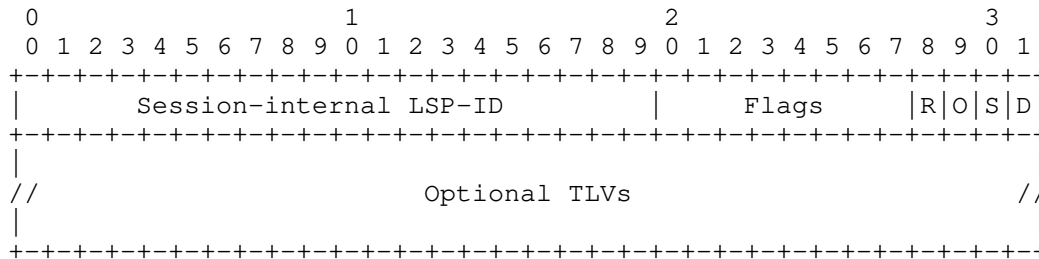 0                   1                   2                   3
 0 1 2 3 4 5 6 7 8 9 0 1 2 3 4 5 6 7 8 9 0 1 2 3 4 5 6 7 8 9 0 1
+-+-+-+-+-+-+-+-+-+-+-+-+-+-+-+-+-+-+-+-+-+-+-+-+-+-+-+-+-+-+-+-
|       Session-internal LSP-ID         |     Flags     |R|O|S|D
+-+-+-+-+-+-+-+-+-+-+-+-+-+-+-+-+-+-+-+-+-+-+-+-+-+-+-+-+-+-+-+-
|
//                        Optional TLVs                        /
|
+-+-+-+-+-+-+-+-+-+-+-+-+-+-+-+-+-+-+-+-+-+-+-+-+-+-+-+-+-+-+-+-